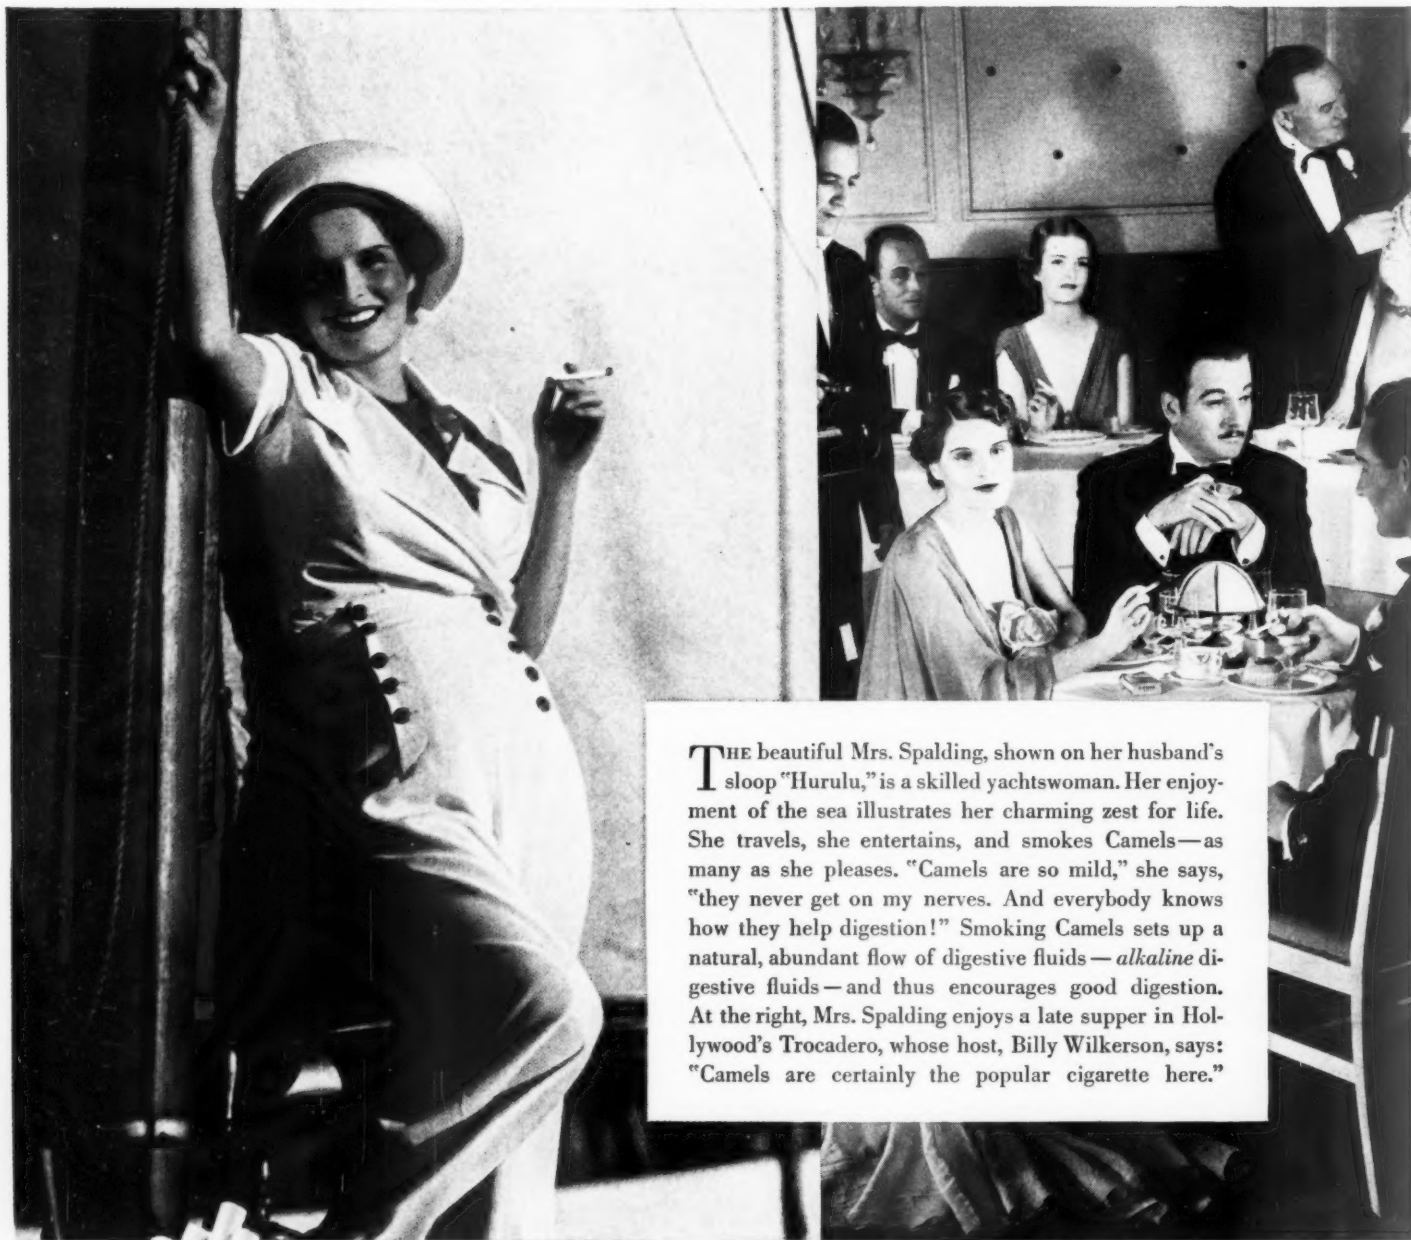 THE beautiful Mrs. Spalding, shown on her husband's
sloop "Hurulu," is a skilled yachtswoman. Her enjoy-
ment of the sea illustrates her charming zest for life.
She travels, she entertains, and smokes Camels—as
many as she pleases. "Camels are so mild," she says,
"they never get on my nerves. And everybody knows
how they help digestion!" Smoking Camels sets up a
natural, abundant flow of digestive fluids — alkaline di-
gestive fluids — and thus encourages good digestion.
At the right, Mrs. Spalding enjoys a late supper in Hol-
lywood's Trocadero, whose host, Billy Wilkerson, says:
"Camels are certainly the popular cigarette here."